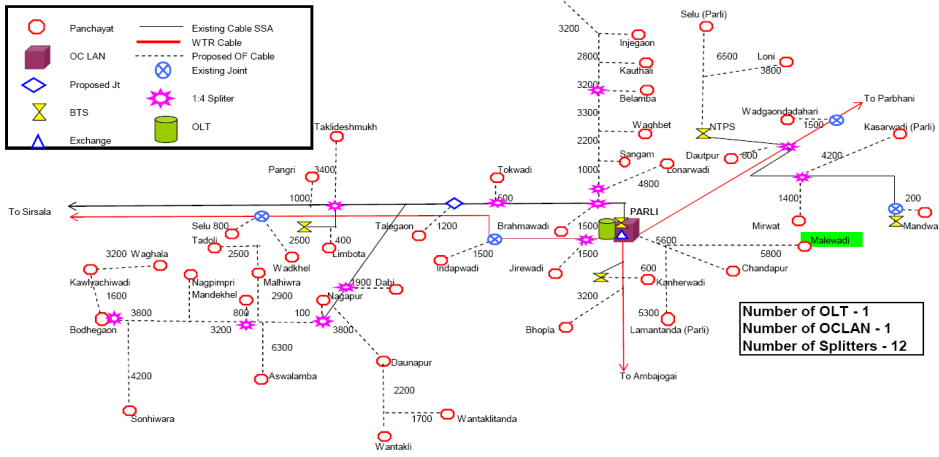 Panchayat
Existing Cable SSA
WTR Cable
OC LAN
Proposed OF Cable
Existing Joint
Proposed Jt
1:4 Spliter
BTS
OLT
Exchange
3200
Injegaon
2800
Kauthali
3200
Belamba
3300
Waghbet
2200
Sangam
1000
Lonarwadi
4800
Selu (Parli)
6500
Loni
3800
To Parbhani
Wadgaondadahari
1500
NTPS
Kasarwadi (Parli)
Dautpur
800
4200
1400
Mirwat
200
Mandwa
Taklideshmukh
Pangri
3400
1000
Tokwadi
600
PARLI
To Sirsala
Selu 800
Talegaon
1200
Brahmawadi
1500
5600
Malewadi
5800
Tadoli
2500
2500
Limbota
400
Wadkhel
Indapwadi
1500
Jirewadi
1500
Chandapur
3200
Waghala
Kawlyachiwadi
1600
Nagpimpri
Mandekhel
Malhiwra
2900
Nagapur
1900
Dabi
600
Kanherwadi
3200
Bhopla
5300
Lamantanda (Parli)
3800
800
100
3200
3800
Bodhegaon
6300
Aswalamba
Daunapur
To Ambajogai
4200
2200
Sonhiwara
1700
Wantaklitanda
Wantakli
Number of OLT - 1
Number of OCLAN - 1
Number of Splitters - 12